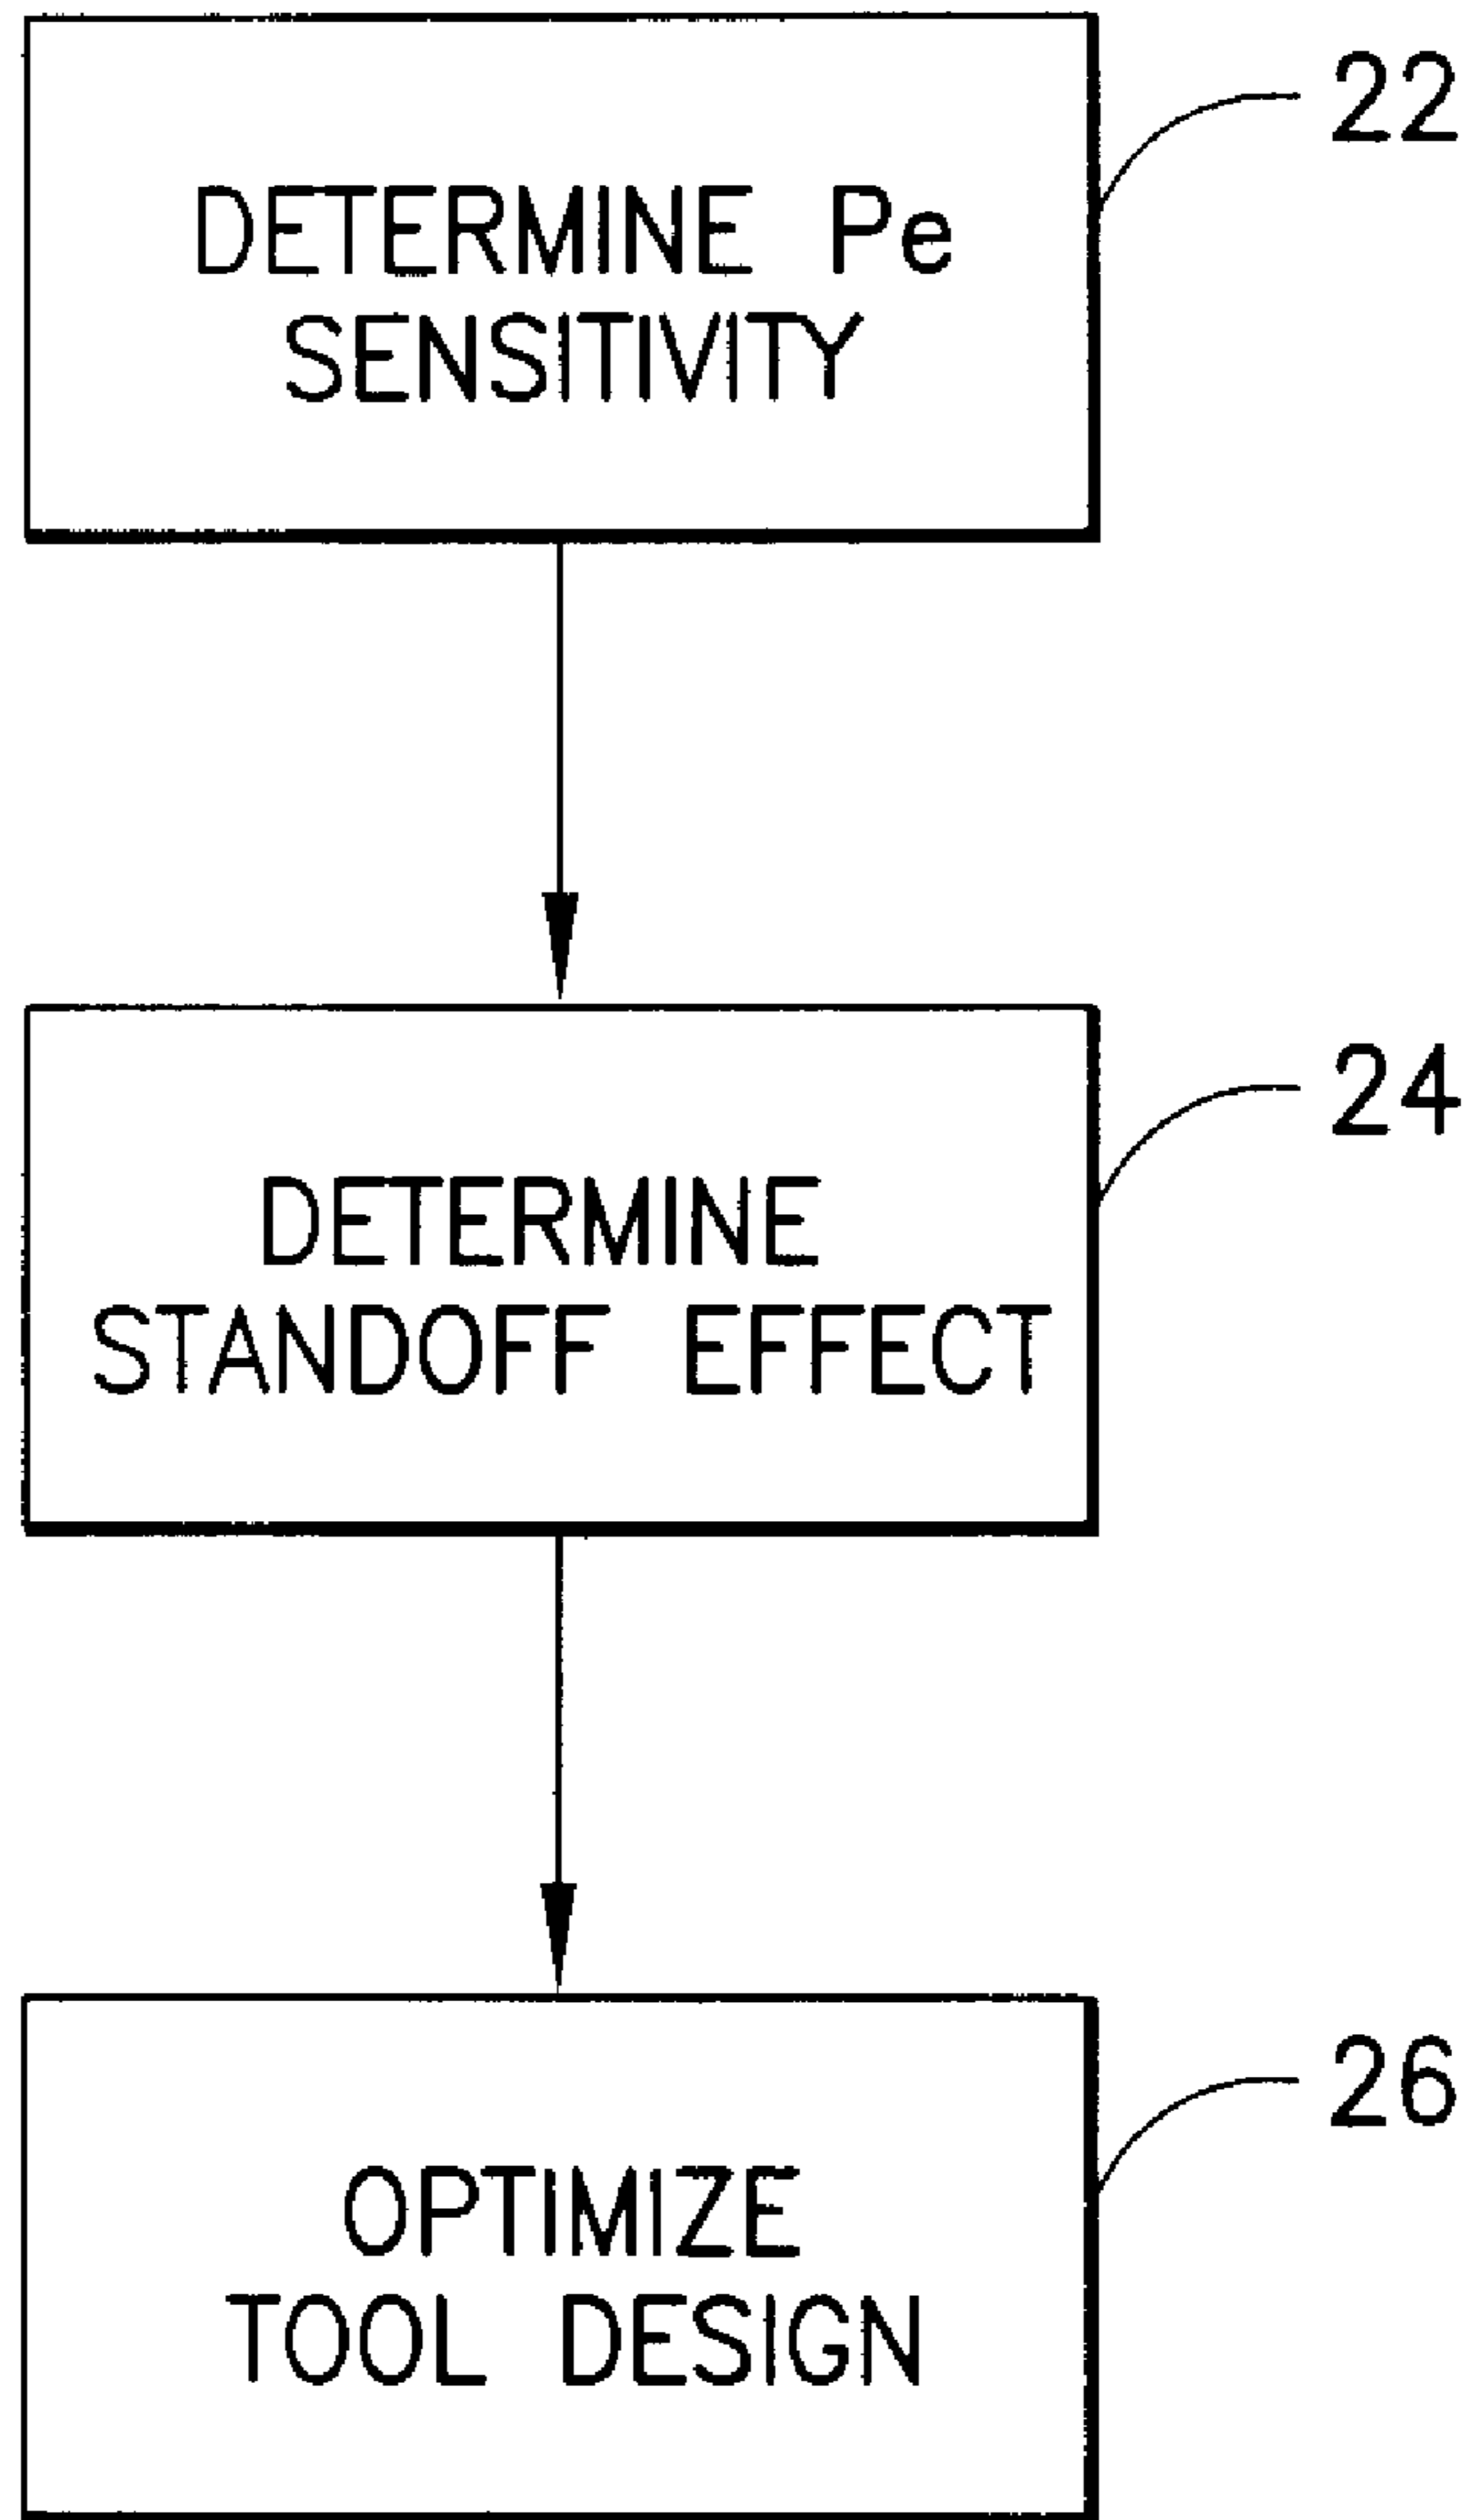 22
DETERMINE Pe
SENSITIVITY
24
DETERMINE
STANDOFF EFFECT
26
OPTIMIZE
TOOL DESIGN